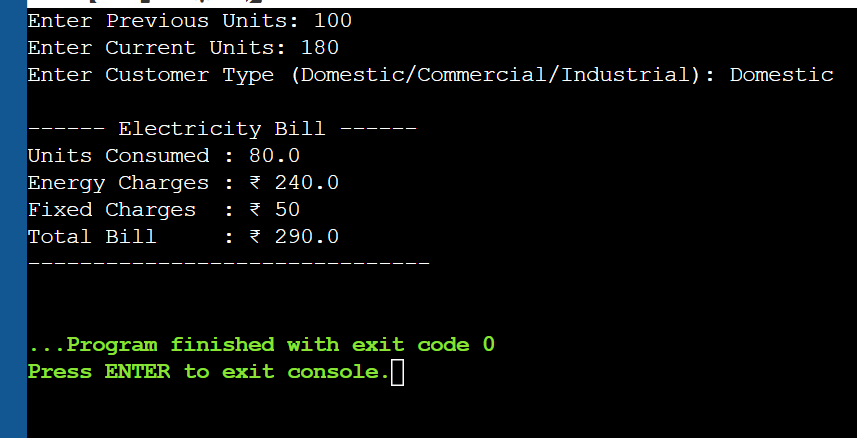 Enter Previous Units: 100
Enter Current Units: 180
Enter Customer Type (Domestic/Commercial/Industrial): Domestic
------ Electricity Bill ------
Units Consumed : 80.0
Energy Charges : ₹ 240.0
Fixed Charges  : ₹ 50
Total Bill     : ₹ 290.0
-------------------------------
...Program finished with exit code 0
Press ENTER to exit console.